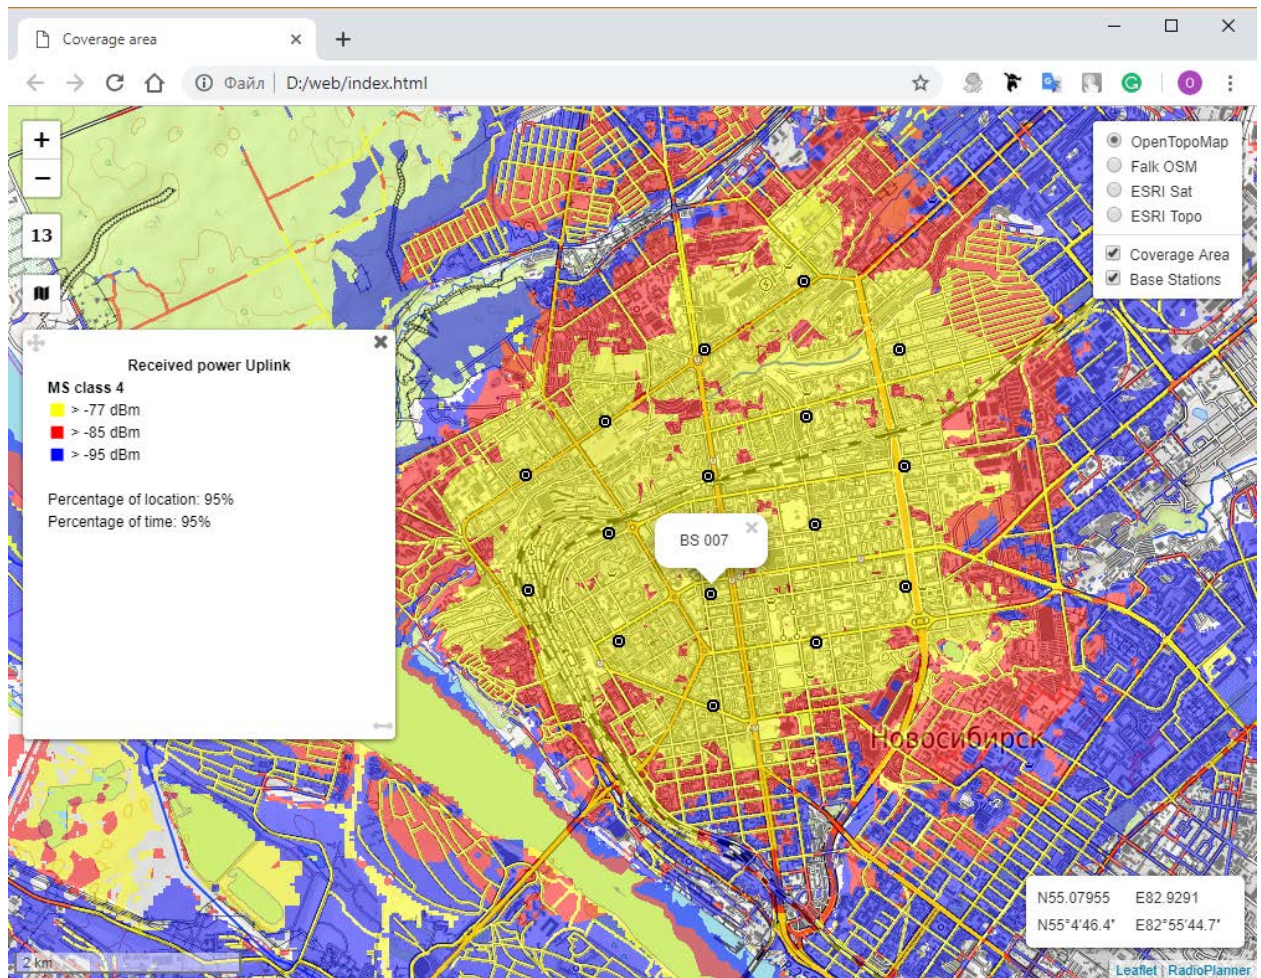 Coverage area
Файл D:/web/index.html
O
+
−
13
OpenTopoMap
Falk OSM
ESRI Sat
ESRI Topo
Coverage Area
Base Stations
Received power Uplink
MS class 4
> -77 dBm
> -85 dBm
> -95 dBm
Percentage of location: 95%
Percentage of time: 95%
BS 007
Новосибирск
N55.07955 E82.9291
N55°4'46.4" E82°55'44.7"
2 km
Leaflet | RadioPlanner